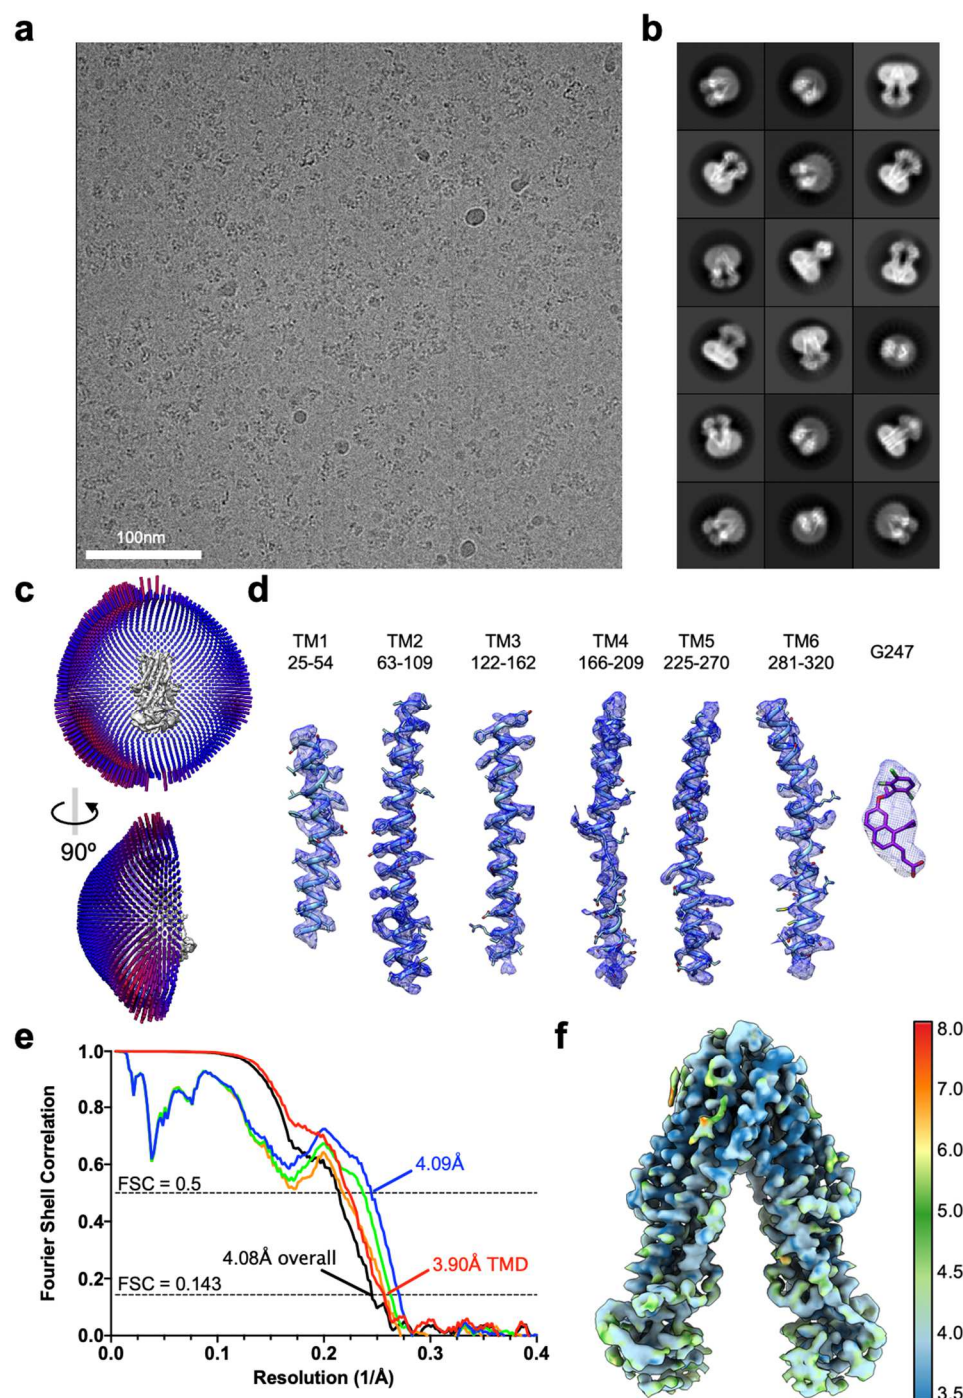 a
b
100nm
c
d
TM1
25-54
TM2
63-109
TM3
122-162
TM4
166-209
TM5
225-270
TM6
281-320
G247
90º
e
f
1.0
0.8
0.6
0.4
0.2
0.0
Fourier Shell Correlation
FSC = 0.5
FSC = 0.143
4.09Å
4.08Å overall
3.90Å TMD
0.0 0.1 0.2 0.3 0.4
Resolution (1/Å)
8.0
7.0
6.0
5.0
4.5
4.0
3.5